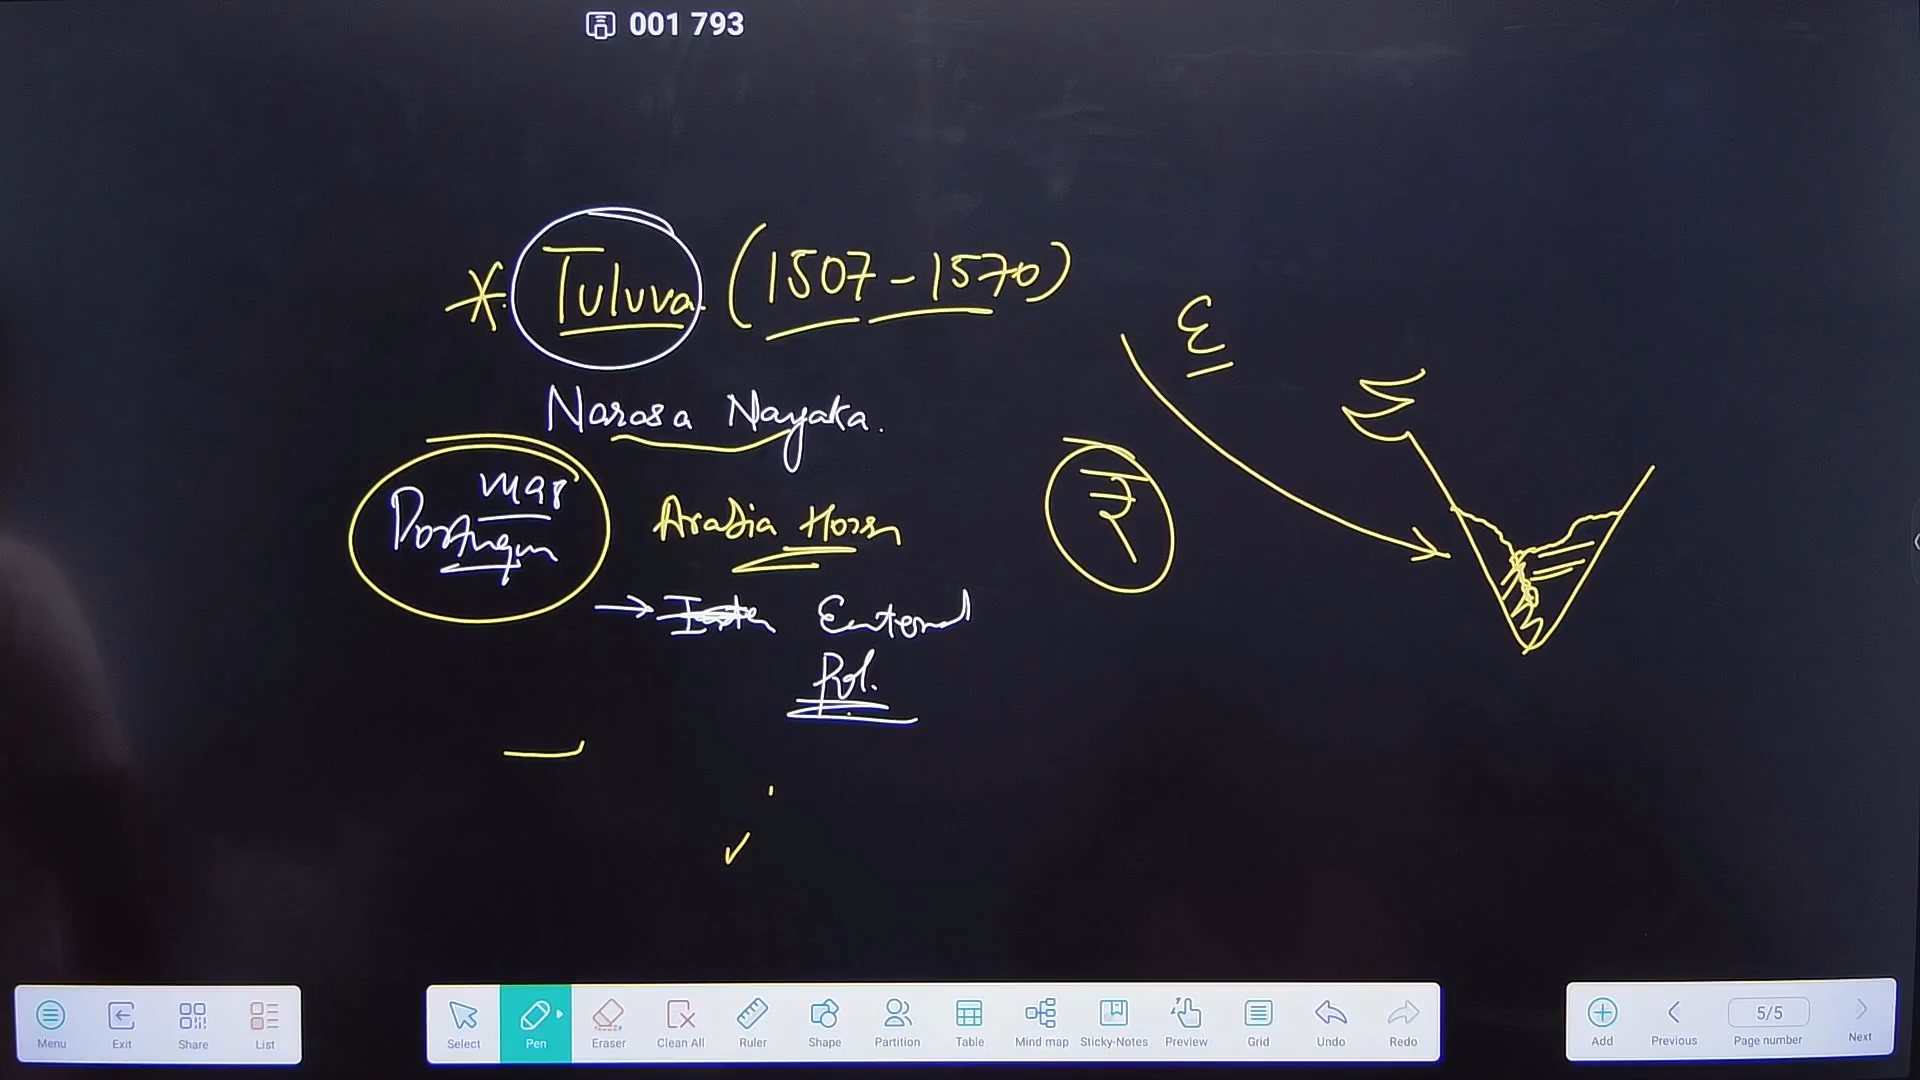 001 793
* Tuluva (1507-1570)
Narasa Nayaka.
Arabia Horse
→ External
Pol.
₹
Menu
Exit
Share
List
Select
Pen
Eraser
Clean All
Ruler
Shape
Partition
Table
Mind map
Sticky-Notes
Preview
Grid
Undo
Redo
Add
Previous
5/5
Page number
Next